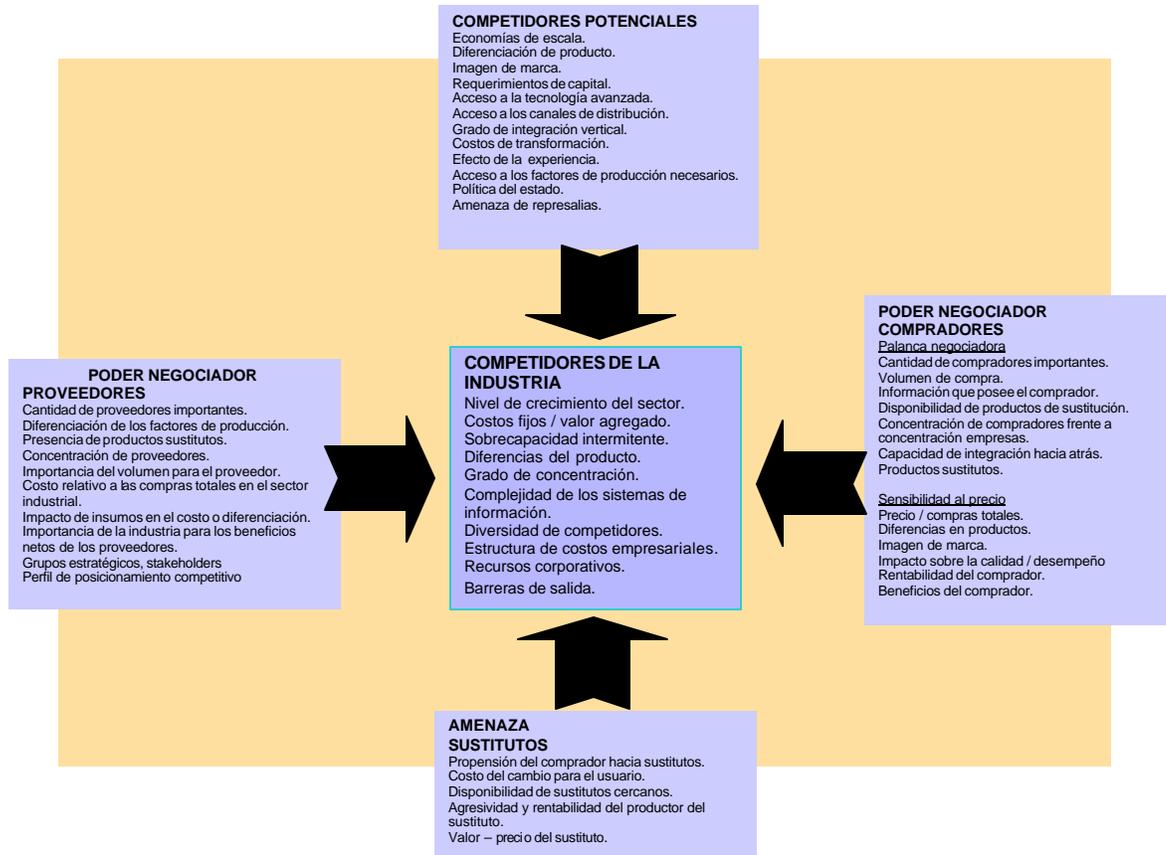 COMPETIDORES POTENCIALES
Economías de escala.
Diferenciación de producto.
Imagen de marca.
Requerimientos de capital.
Acceso a la tecnología avanzada.
Acceso a los canales de distribución.
Grado de integración vertical.
Costos de transformación.
Efecto de la experiencia.
Acceso a los factores de producción necesarios.
Política del estado.
Amenaza de represalias.
PODER NEGOCIADOR
PROVEEDORES
Cantidad de proveedores importantes.
Diferenciación de los factores de producción.
Presencia de productos sustitutos.
Concentración de proveedores.
Importancia del volumen para el proveedor.
Costo relativo a las compras totales en el sector
industrial.
Impacto de insumos en el costo o diferenciación.
Importancia de la industria para los beneficios
netos de los proveedores.
Grupos estratégicos, stakeholders
Perfil de posicionamiento competitivo
COMPETIDORES DE LA
INDUSTRIA
Nivel de crecimiento del sector.
Costos fijos / valor agregado.
Sobrecapacidad intermitente.
Diferencias del producto.
Grado de concentración.
Complejidad de los sistemas de
información.
Diversidad de competidores.
Estructura de costos empresariales.
Recursos corporativos.
Barreras de salida.
PODER NEGOCIADOR
COMPRADORES
Palanca negociadora
Cantidad de compradores importantes.
Volumen de compra.
Información que posee el comprador.
Disponibilidad de productos de sustitución.
Concentración de compradores frente a
concentración empresas.
Capacidad de integración hacia atrás.
Productos sustitutos.
Sensibilidad al precio
Precio / compras totales.
Diferencias en productos.
Imagen de marca.
Impacto sobre la calidad / desempeño
Rentabilidad del comprador.
Beneficios del comprador.
AMENAZA
SUSTITUTOS
Propensión del comprador hacia sustitutos.
Costo del cambio para el usuario.
Disponibilidad de sustitutos cercanos.
Agresividad y rentabilidad del productor del
sustituto.
Valor – precio del sustituto.